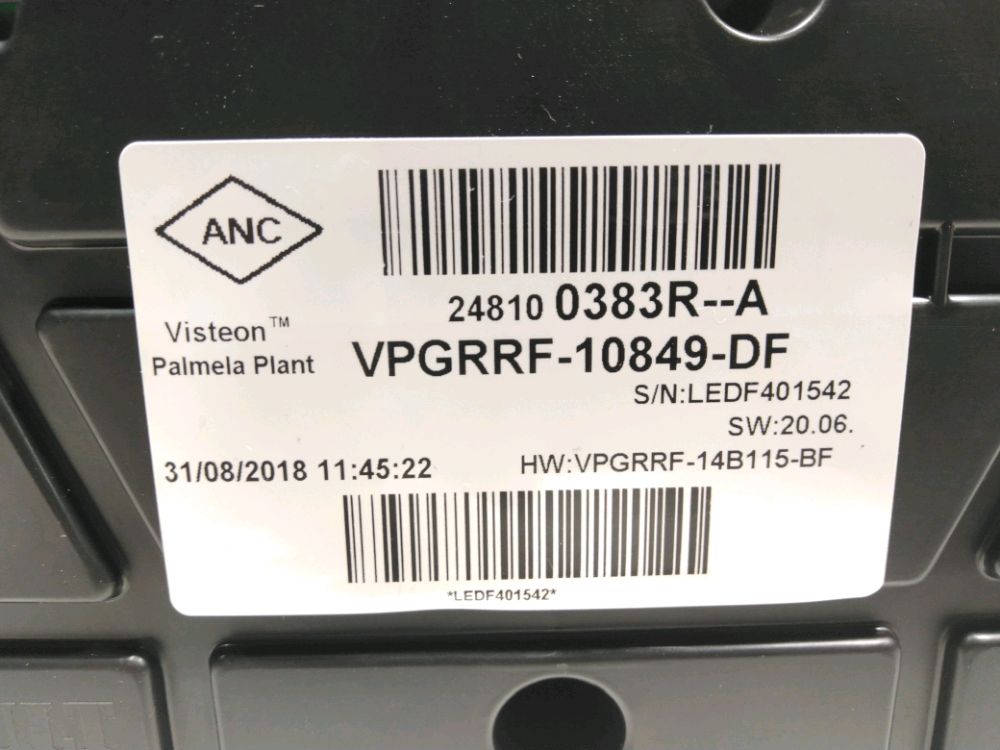 ANC
24810 0383R--A
Visteon™
Palmela Plant
VPGRRF-10849-DF
S/N:LEDF401542
SW:20.06.
31/08/2018 11:45:22
HW:VPGRRF-14B115-BF
*LEDF401542*